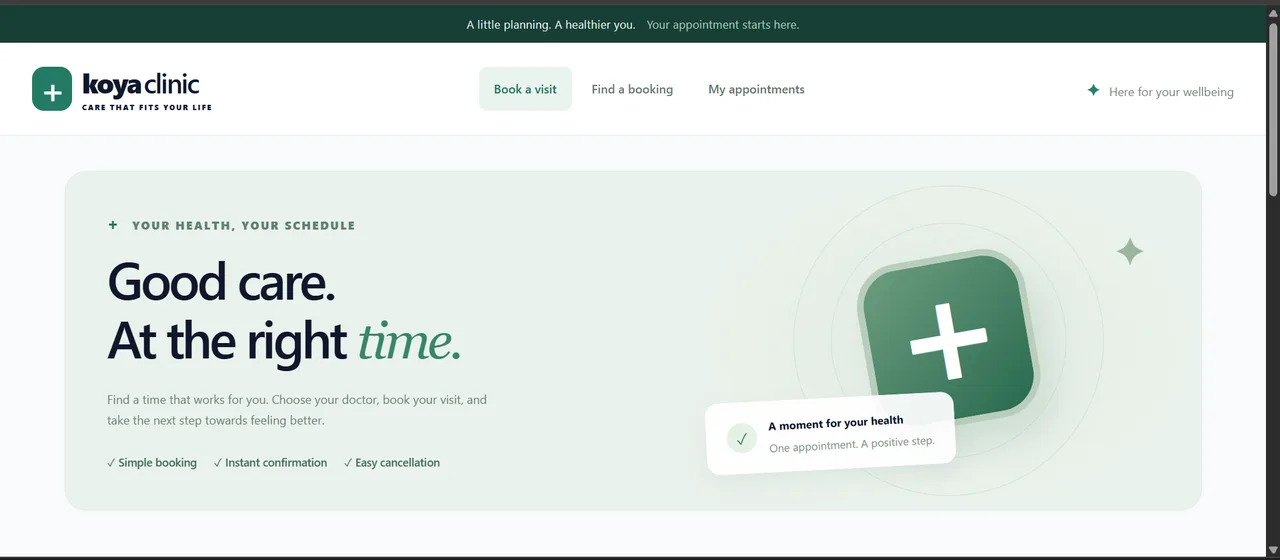 A little planning. A healthier you. Your appointment starts here.
koya clinic
CARE THAT FITS YOUR LIFE
Book a visit
Find a booking
My appointments
Here for your wellbeing
YOUR HEALTH, YOUR SCHEDULE
Good care.
At the right time.
Find a time that works for you. Choose your doctor, book your visit, and
take the next step towards feeling better.
✓ Simple booking ✓ Instant confirmation ✓ Easy cancellation
A moment for your health
One appointment. A positive step.